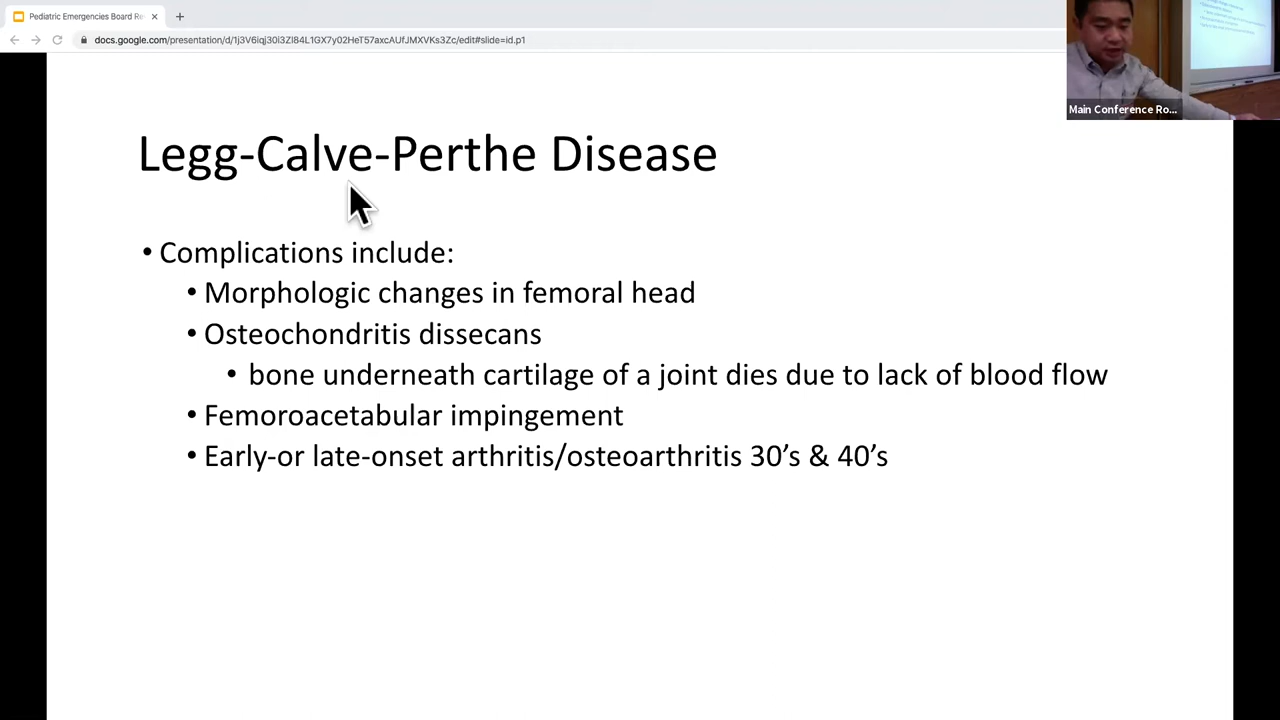 Pediatric Emergencies Board Re
docs.google.com/presentation/d/1j3V6iqj30l3Zl84L1GX7y02HeT57axcAUfJMXVKs3Zc/edit#slide=id.p1
Main Conference Ro...
Legg-Calve-Perthe Disease
• Complications include:
• Morphologic changes in femoral head
• Osteochondritis dissecans
• bone underneath cartilage of a joint dies due to lack of blood flow
• Femoroacetabular impingement
• Early-or late-onset arthritis/osteoarthritis 30’s & 40’s